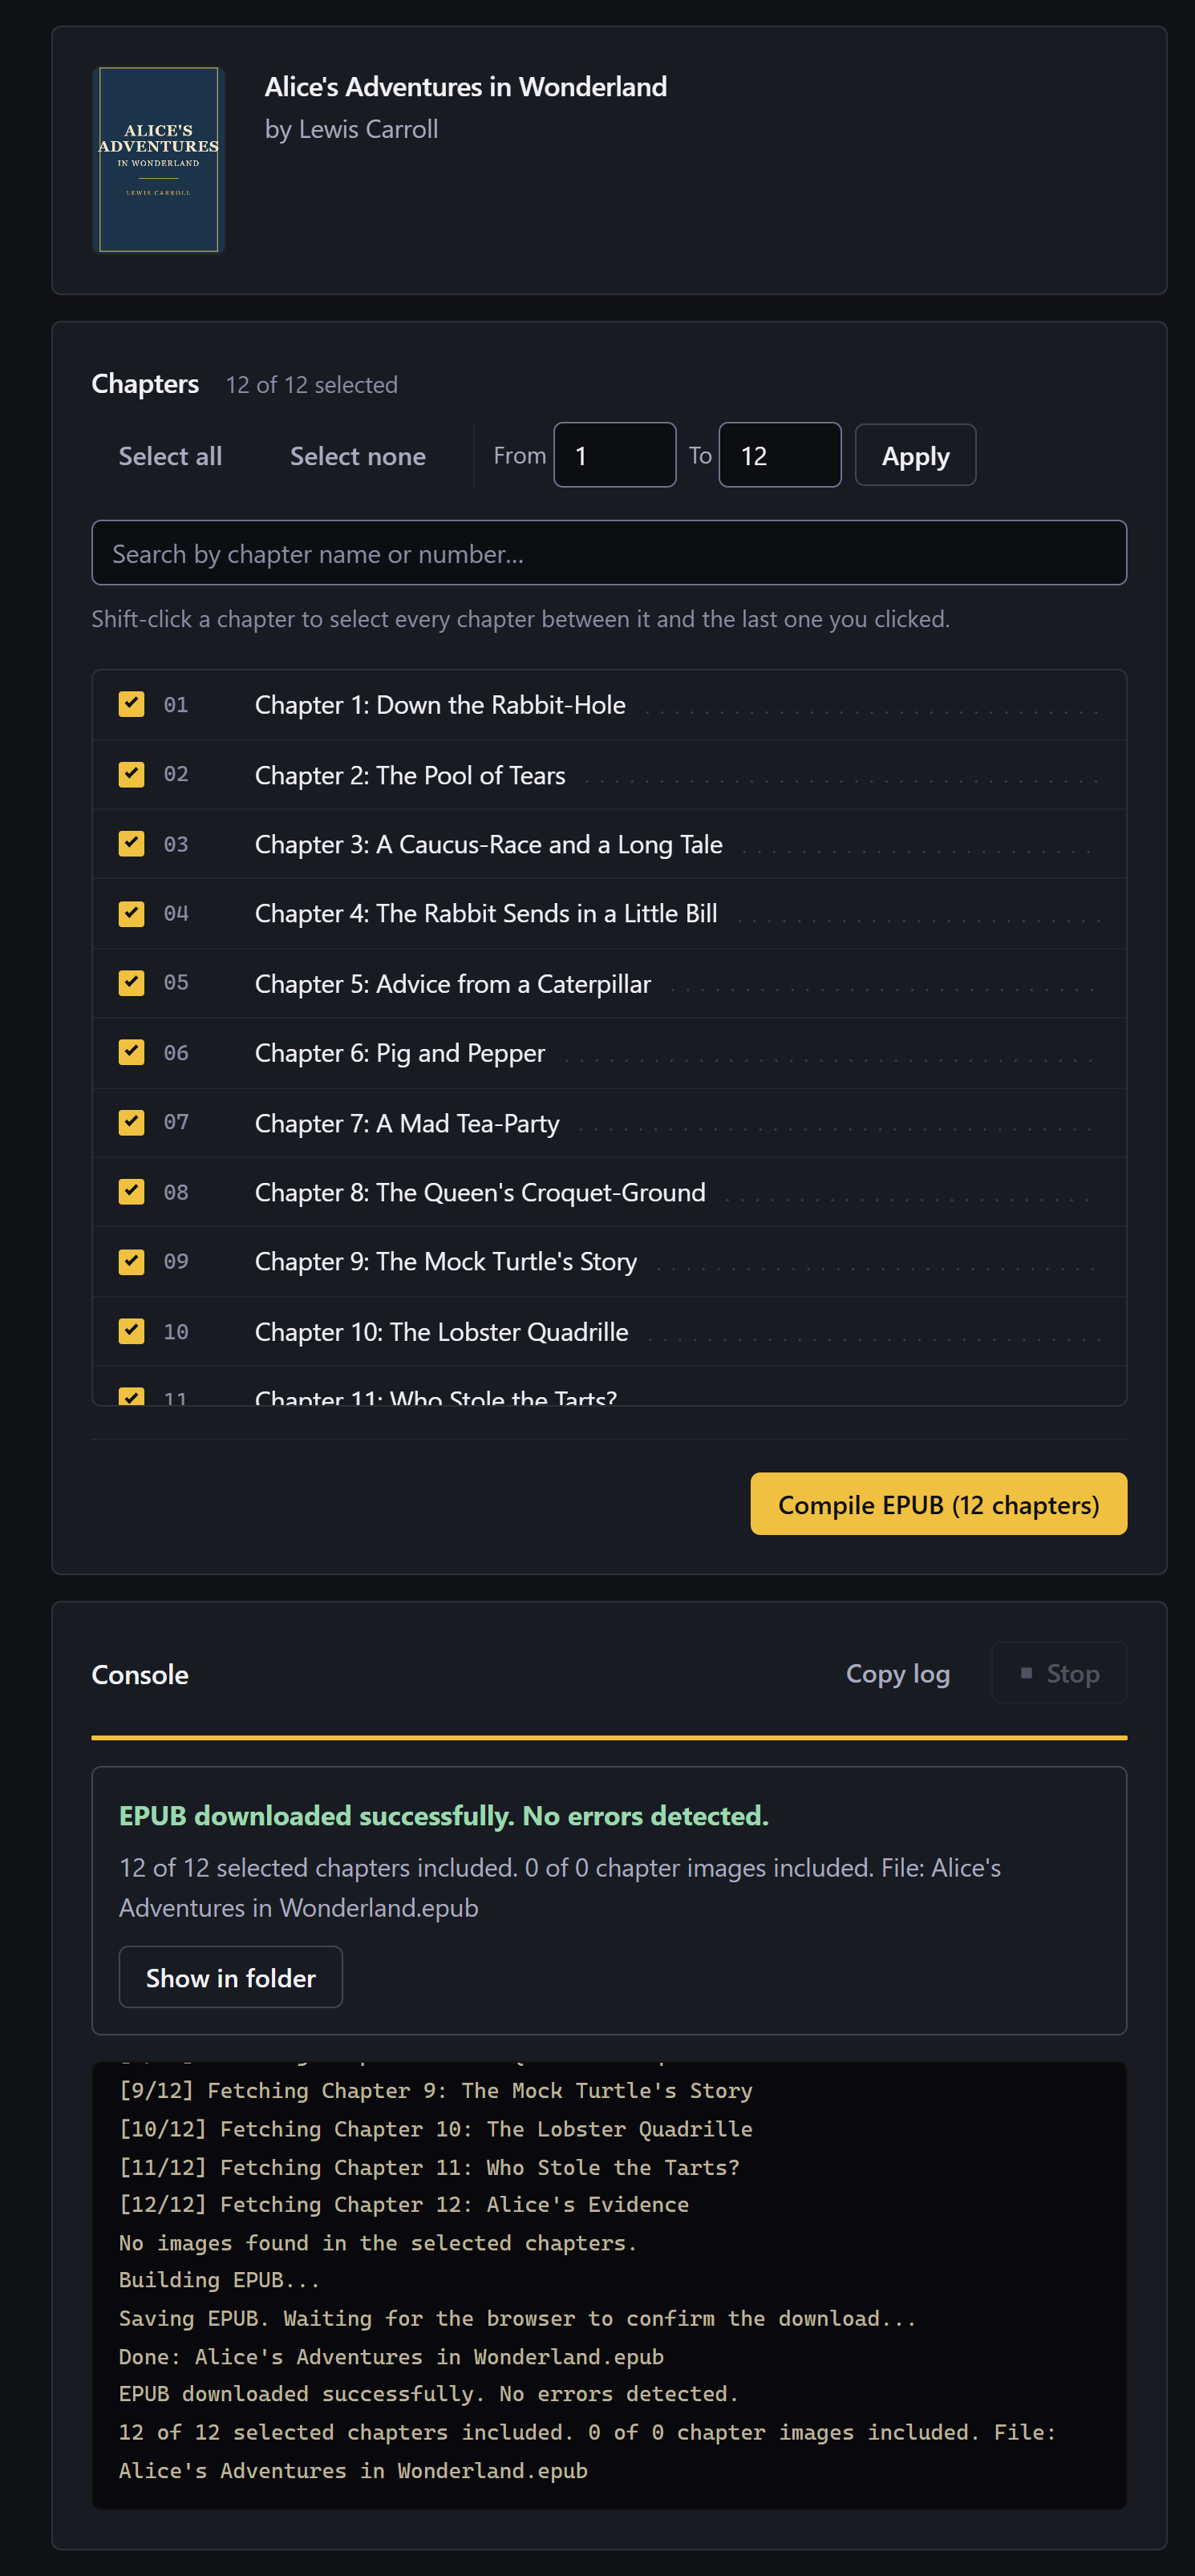 ALICE'S
ADVENTURES
IN WONDERLAND
LEWIS CARROLL
Alice's Adventures in Wonderland
by Lewis Carroll
Chapters 12 of 12 selected
Select all Select none From 1 To 12 Apply
Search by chapter name or number...
Shift-click a chapter to select every chapter between it and the last one you clicked.
01 Chapter 1: Down the Rabbit-Hole
02 Chapter 2: The Pool of Tears
03 Chapter 3: A Caucus-Race and a Long Tale
04 Chapter 4: The Rabbit Sends in a Little Bill
05 Chapter 5: Advice from a Caterpillar
06 Chapter 6: Pig and Pepper
07 Chapter 7: A Mad Tea-Party
08 Chapter 8: The Queen's Croquet-Ground
09 Chapter 9: The Mock Turtle's Story
10 Chapter 10: The Lobster Quadrille
11 Chapter 11: Who Stole the Tarts?
Compile EPUB (12 chapters)
Console Copy log Stop
EPUB downloaded successfully. No errors detected.
12 of 12 selected chapters included. 0 of 0 chapter images included. File: Alice's
Adventures in Wonderland.epub
Show in folder
[9/12] Fetching Chapter 9: The Mock Turtle's Story
[10/12] Fetching Chapter 10: The Lobster Quadrille
[11/12] Fetching Chapter 11: Who Stole the Tarts?
[12/12] Fetching Chapter 12: Alice's Evidence
No images found in the selected chapters.
Building EPUB...
Saving EPUB. Waiting for the browser to confirm the download...
Done: Alice's Adventures in Wonderland.epub
EPUB downloaded successfully. No errors detected.
12 of 12 selected chapters included. 0 of 0 chapter images included. File:
Alice's Adventures in Wonderland.epub